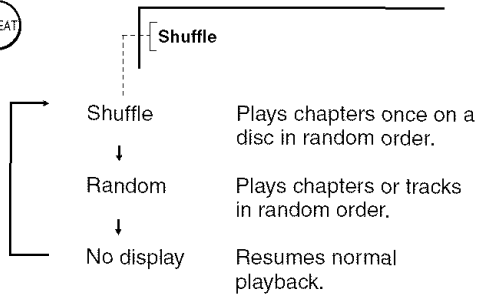 EAT
Shuffle
Shuffle Plays chapters once on a
disc in random order.
Random Plays chapters or tracks
in random order.
No display Resumes normal
playback.